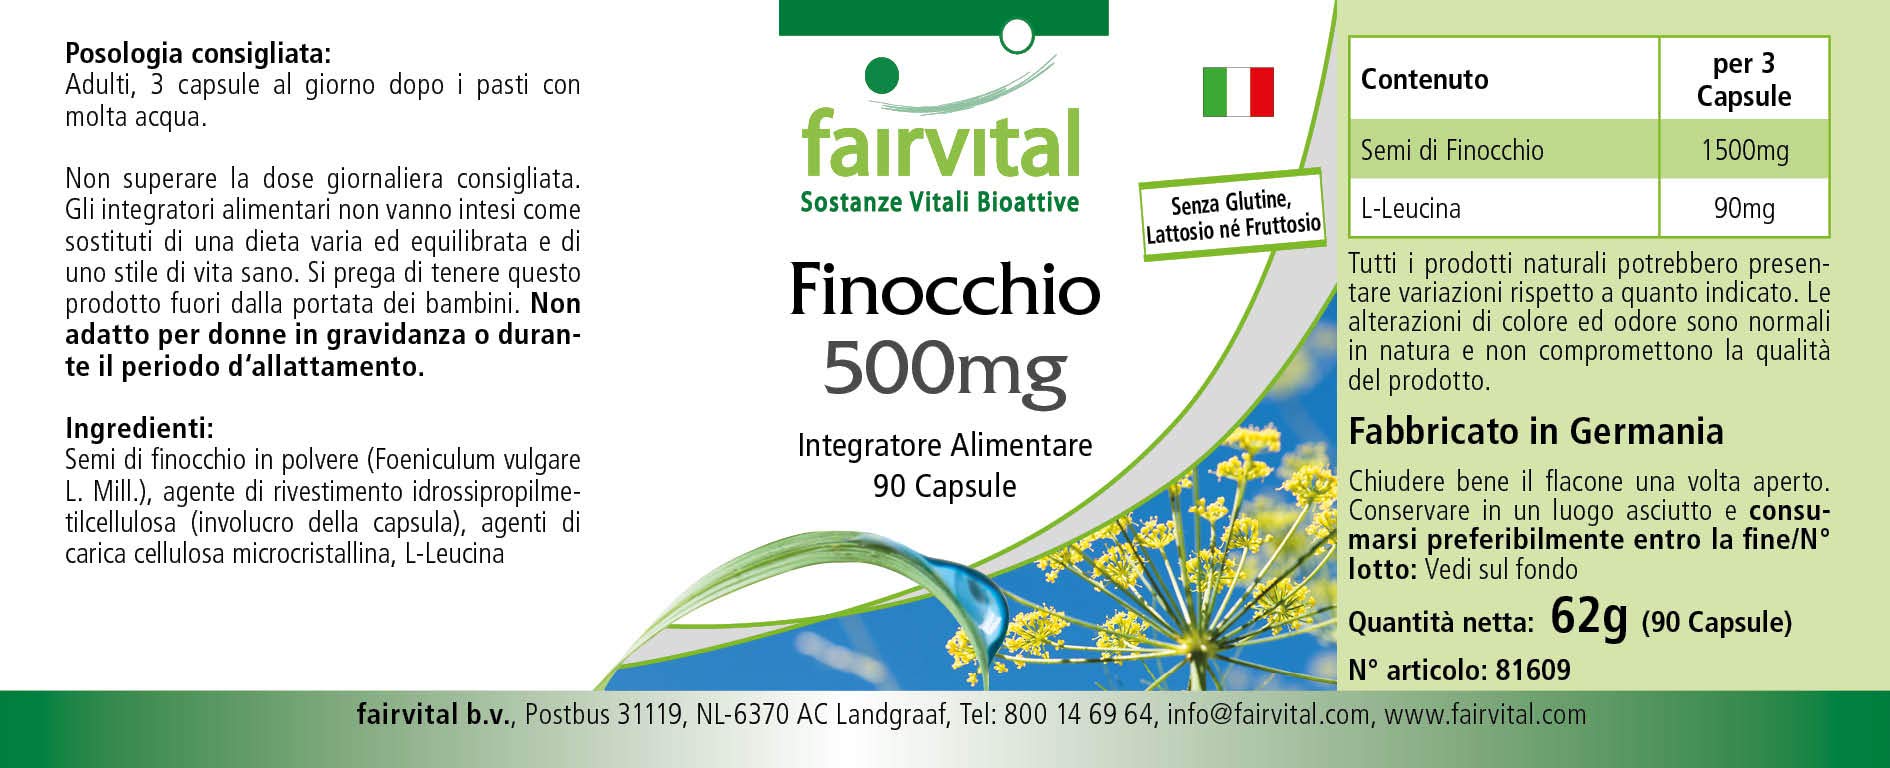 Posologia consigliata:
Adulti, 3 capsule al giorno dopo i pasti con
molta acqua.
Non superare la dose giornaliera consigliata.
Gli integratori alimentari non vanno intesi come
sostituti di una dieta varia ed equilibrata e di
uno stile di vita sano. Si prega di tenere questo
prodotto fuori dalla portata dei bambini. Non
adatto per donne in gravidanza o duran-
te il periodo d‘allattamento.
Ingredienti:
Semi di finocchio in polvere (Foeniculum vulgare
L. Mill.), agente di rivestimento idrossipropilme-
tilcellulosa (involucro della capsula), agenti di
carica cellulosa microcristallina, L-Leucina
fairvital
Sostanze Vitali Bioattive
Senza Glutine,
Lattosio né Fruttosio
Finocchio
500mg
Integratore Alimentare
90 Capsule
Contenuto per 3 Capsule
Semi di Finocchio 1500mg
L-Leucina 90mg
Tutti i prodotti naturali potrebbero presen-
tare variazioni rispetto a quanto indicato. Le
alterazioni di colore ed odore sono normali
in natura e non compromettono la qualità
del prodotto.
Fabbricato in Germania
Chiudere bene il flacone una volta aperto.
Conservare in un luogo asciutto e consu-
marsi preferibilmente entro la fine/N°
lotto: Vedi sul fondo
Quantità netta: 62g (90 Capsule)
N° articolo: 81609
fairvital b.v., Postbus 31119, NL-6370 AC Landgraaf, Tel: 800 14 69 64, info@fairvital.com, www.fairvital.com